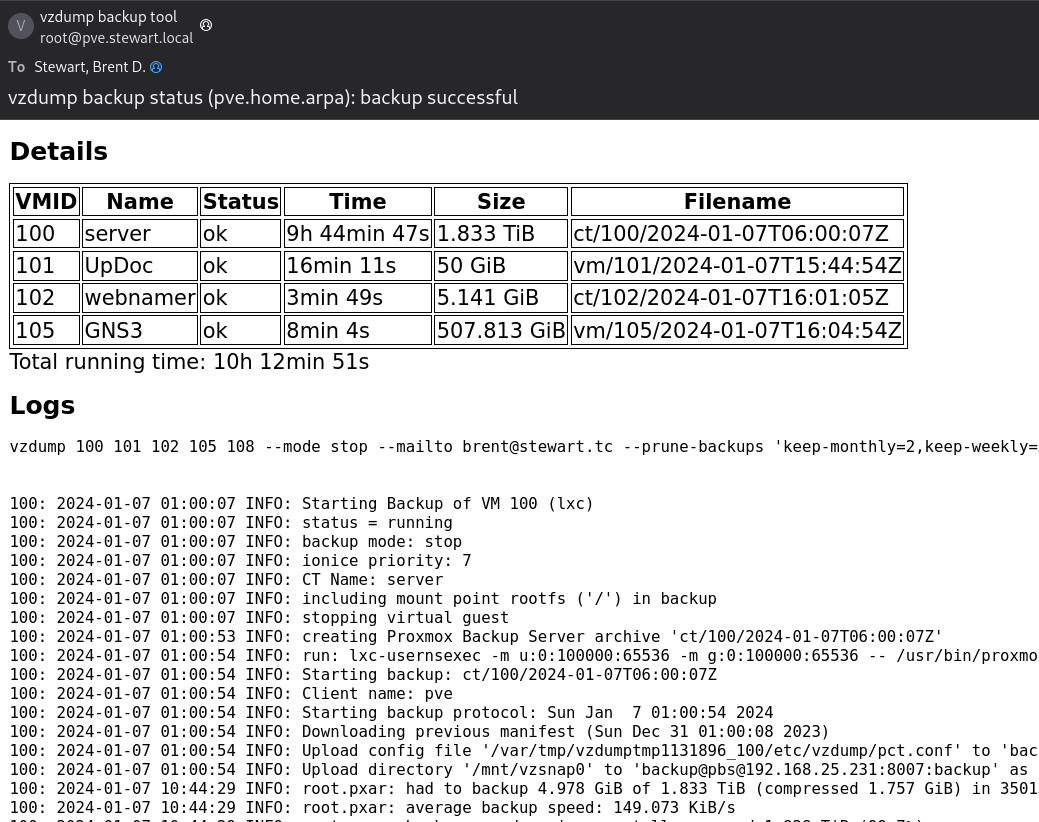 V
vzdump backup tool
root@pve.stewart.local
To Stewart, Brent D.
vzdump backup status (pve.home.arpa): backup successful
Details
VMID Name Status Time Size Filename
100 server ok 9h 44min 47s 1.833 TiB ct/100/2024-01-07T06:00:07Z
101 UpDoc ok 16min 11s 50 GiB vm/101/2024-01-07T15:44:54Z
102 webnamer ok 3min 49s 5.141 GiB ct/102/2024-01-07T16:01:05Z
105 GNS3 ok 8min 4s 507.813 GiB vm/105/2024-01-07T16:04:54Z
Total running time: 10h 12min 51s
Logs
vzdump 100 101 102 105 108 --mode stop --mailto brent@stewart.tc --prune-backups 'keep-monthly=2,keep-weekly=
100: 2024-01-07 01:00:07 INFO: Starting Backup of VM 100 (lxc)
100: 2024-01-07 01:00:07 INFO: status = running
100: 2024-01-07 01:00:07 INFO: backup mode: stop
100: 2024-01-07 01:00:07 INFO: ionice priority: 7
100: 2024-01-07 01:00:07 INFO: CT Name: server
100: 2024-01-07 01:00:07 INFO: including mount point rootfs ('/') in backup
100: 2024-01-07 01:00:07 INFO: stopping virtual guest
100: 2024-01-07 01:00:53 INFO: creating Proxmox Backup Server archive 'ct/100/2024-01-07T06:00:07Z'
100: 2024-01-07 01:00:54 INFO: run: lxc-usernsexec -m u:0:100000:65536 -m g:0:100000:65536 -- /usr/bin/proxmo
100: 2024-01-07 01:00:54 INFO: Starting backup: ct/100/2024-01-07T06:00:07Z
100: 2024-01-07 01:00:54 INFO: Client name: pve
100: 2024-01-07 01:00:54 INFO: Starting backup protocol: Sun Jan  7 01:00:54 2024
100: 2024-01-07 01:00:54 INFO: Downloading previous manifest (Sun Dec 31 01:00:08 2023)
100: 2024-01-07 01:00:54 INFO: Upload config file '/var/tmp/vzdumptmp1131896_100/etc/vzdump/pct.conf' to 'bac
100: 2024-01-07 01:00:54 INFO: Upload directory '/mnt/vzsnap0' to 'backup@pbs@192.168.25.231:8007:backup' as
100: 2024-01-07 10:44:29 INFO: root.pxar: had to backup 4.978 GiB of 1.833 TiB (compressed 1.757 GiB) in 3501
100: 2024-01-07 10:44:29 INFO: root.pxar: average backup speed: 149.073 KiB/s